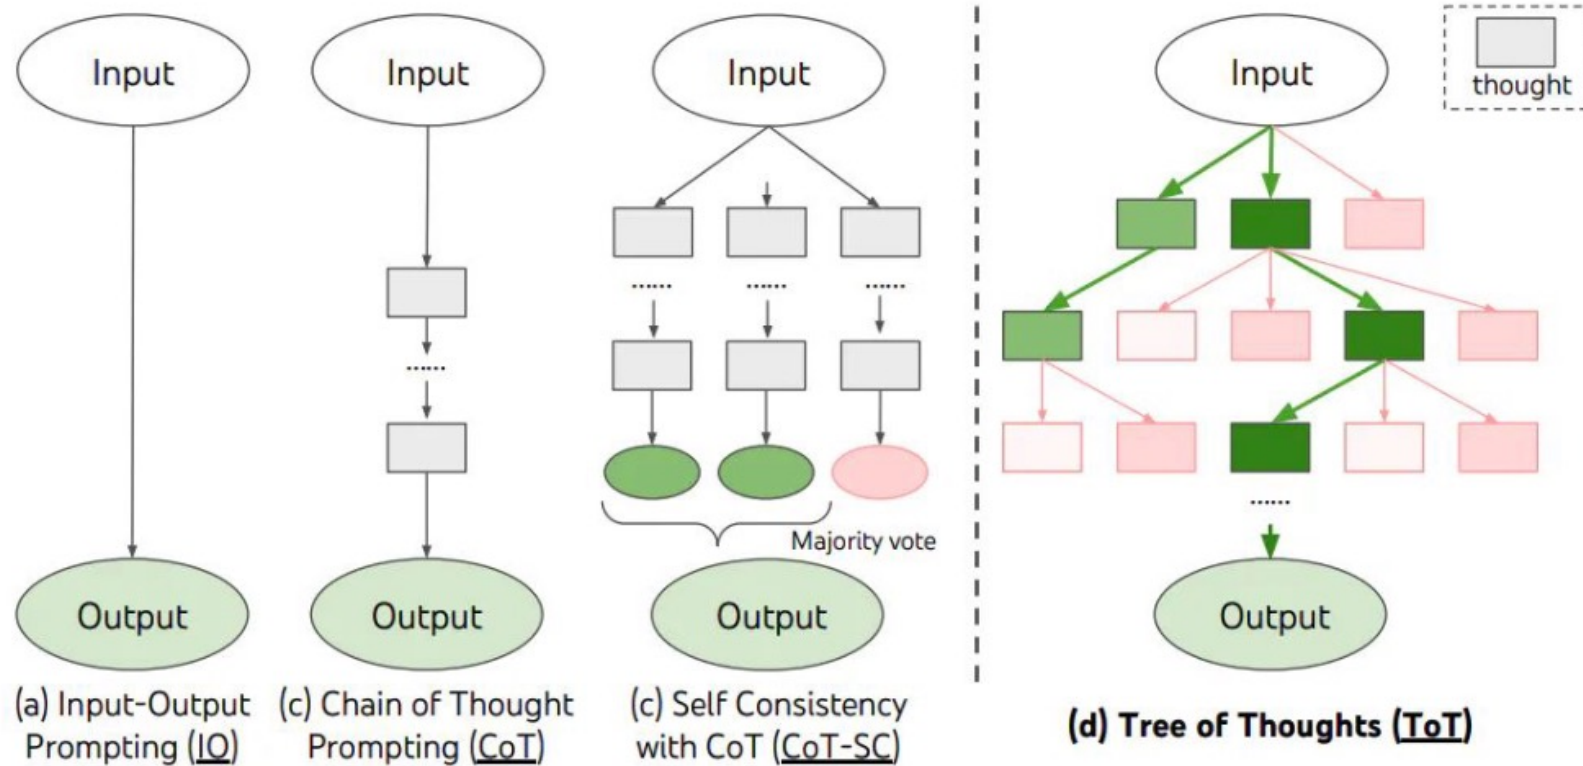 Input
Input
Input
Input
thought
......
......
......
......
......
Majority vote
Output
Output
Output
Output
(a) Input-Output
Prompting (IO)
(c) Chain of Thought
Prompting (CoT)
(c) Self Consistency
with CoT (CoT-SC)
(d) Tree of Thoughts (ToT)